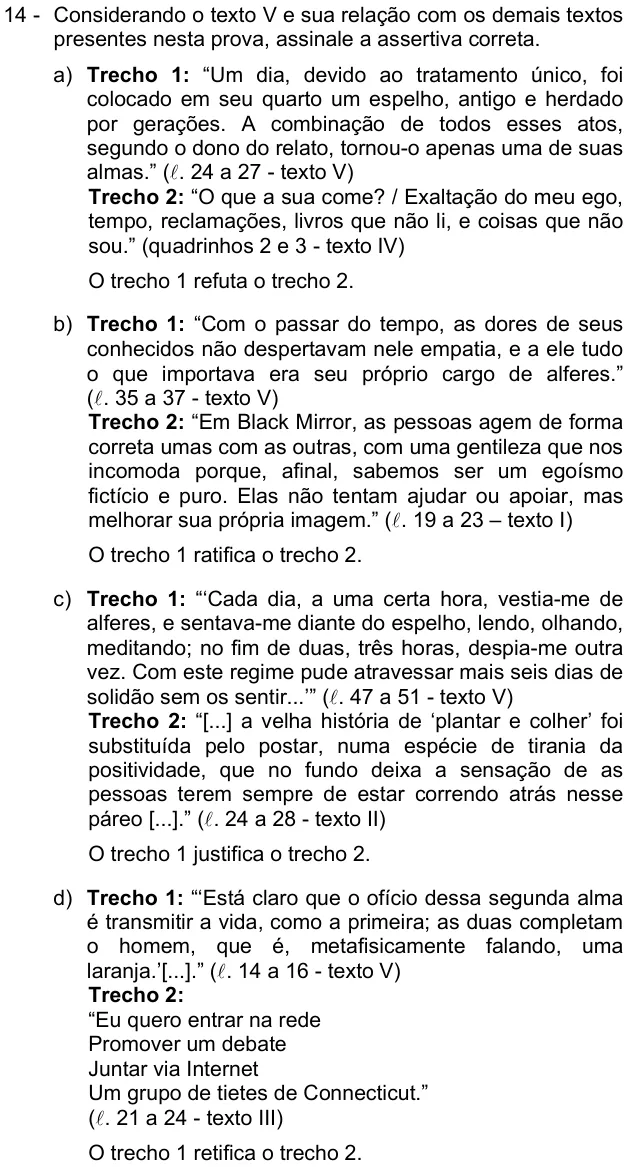 14 - Considerando o texto V e sua relação com os demais textos
presentes nesta prova, assinale a assertiva correta.
a) Trecho 1: “Um dia, devido ao tratamento único, foi
colocado em seu quarto um espelho, antigo e herdado
por gerações. A combinação de todos esses atos,
segundo o dono do relato, tornou-o apenas uma de suas
almas.” (ℓ. 24 a 27 - texto V)
Trecho 2: “O que a sua come? / Exaltação do meu ego,
tempo, reclamações, livros que não li, e coisas que não
sou.” (quadrinhos 2 e 3 - texto IV)
O trecho 1 refuta o trecho 2.
b) Trecho 1: “Com o passar do tempo, as dores de seus
conhecidos não despertavam nele empatia, e a ele tudo
o que importava era seu próprio cargo de alferes.”
(ℓ. 35 a 37 - texto V)
Trecho 2: “Em Black Mirror, as pessoas agem de forma
correta umas com as outras, com uma gentileza que nos
incomoda porque, afinal, sabemos ser um egoísmo
fictício e puro. Elas não tentam ajudar ou apoiar, mas
melhorar sua própria imagem.” (ℓ. 19 a 23 – texto I)
O trecho 1 ratifica o trecho 2.
c) Trecho 1: “‘Cada dia, a uma certa hora, vestia-me de
alferes, e sentava-me diante do espelho, lendo, olhando,
meditando; no fim de duas, três horas, despia-me outra
vez. Com este regime pude atravessar mais seis dias de
solidão sem os sentir...’” (ℓ. 47 a 51 - texto V)
Trecho 2: “[...] a velha história de ‘plantar e colher’ foi
substituída pelo postar, numa espécie de tirania da
positividade, que no fundo deixa a sensação de as
pessoas terem sempre de estar correndo atrás nesse
páreo [...].” (ℓ. 24 a 28 - texto II)
O trecho 1 justifica o trecho 2.
d) Trecho 1: “‘Está claro que o ofício dessa segunda alma
é transmitir a vida, como a primeira; as duas completam
o homem, que é, metafisicamente falando, uma
laranja.’[...].” (ℓ. 14 a 16 - texto V)
Trecho 2:
“Eu quero entrar na rede
Promover um debate
Juntar via Internet
Um grupo de tietes de Connecticut.”
(ℓ. 21 a 24 - texto III)
O trecho 1 retifica o trecho 2.